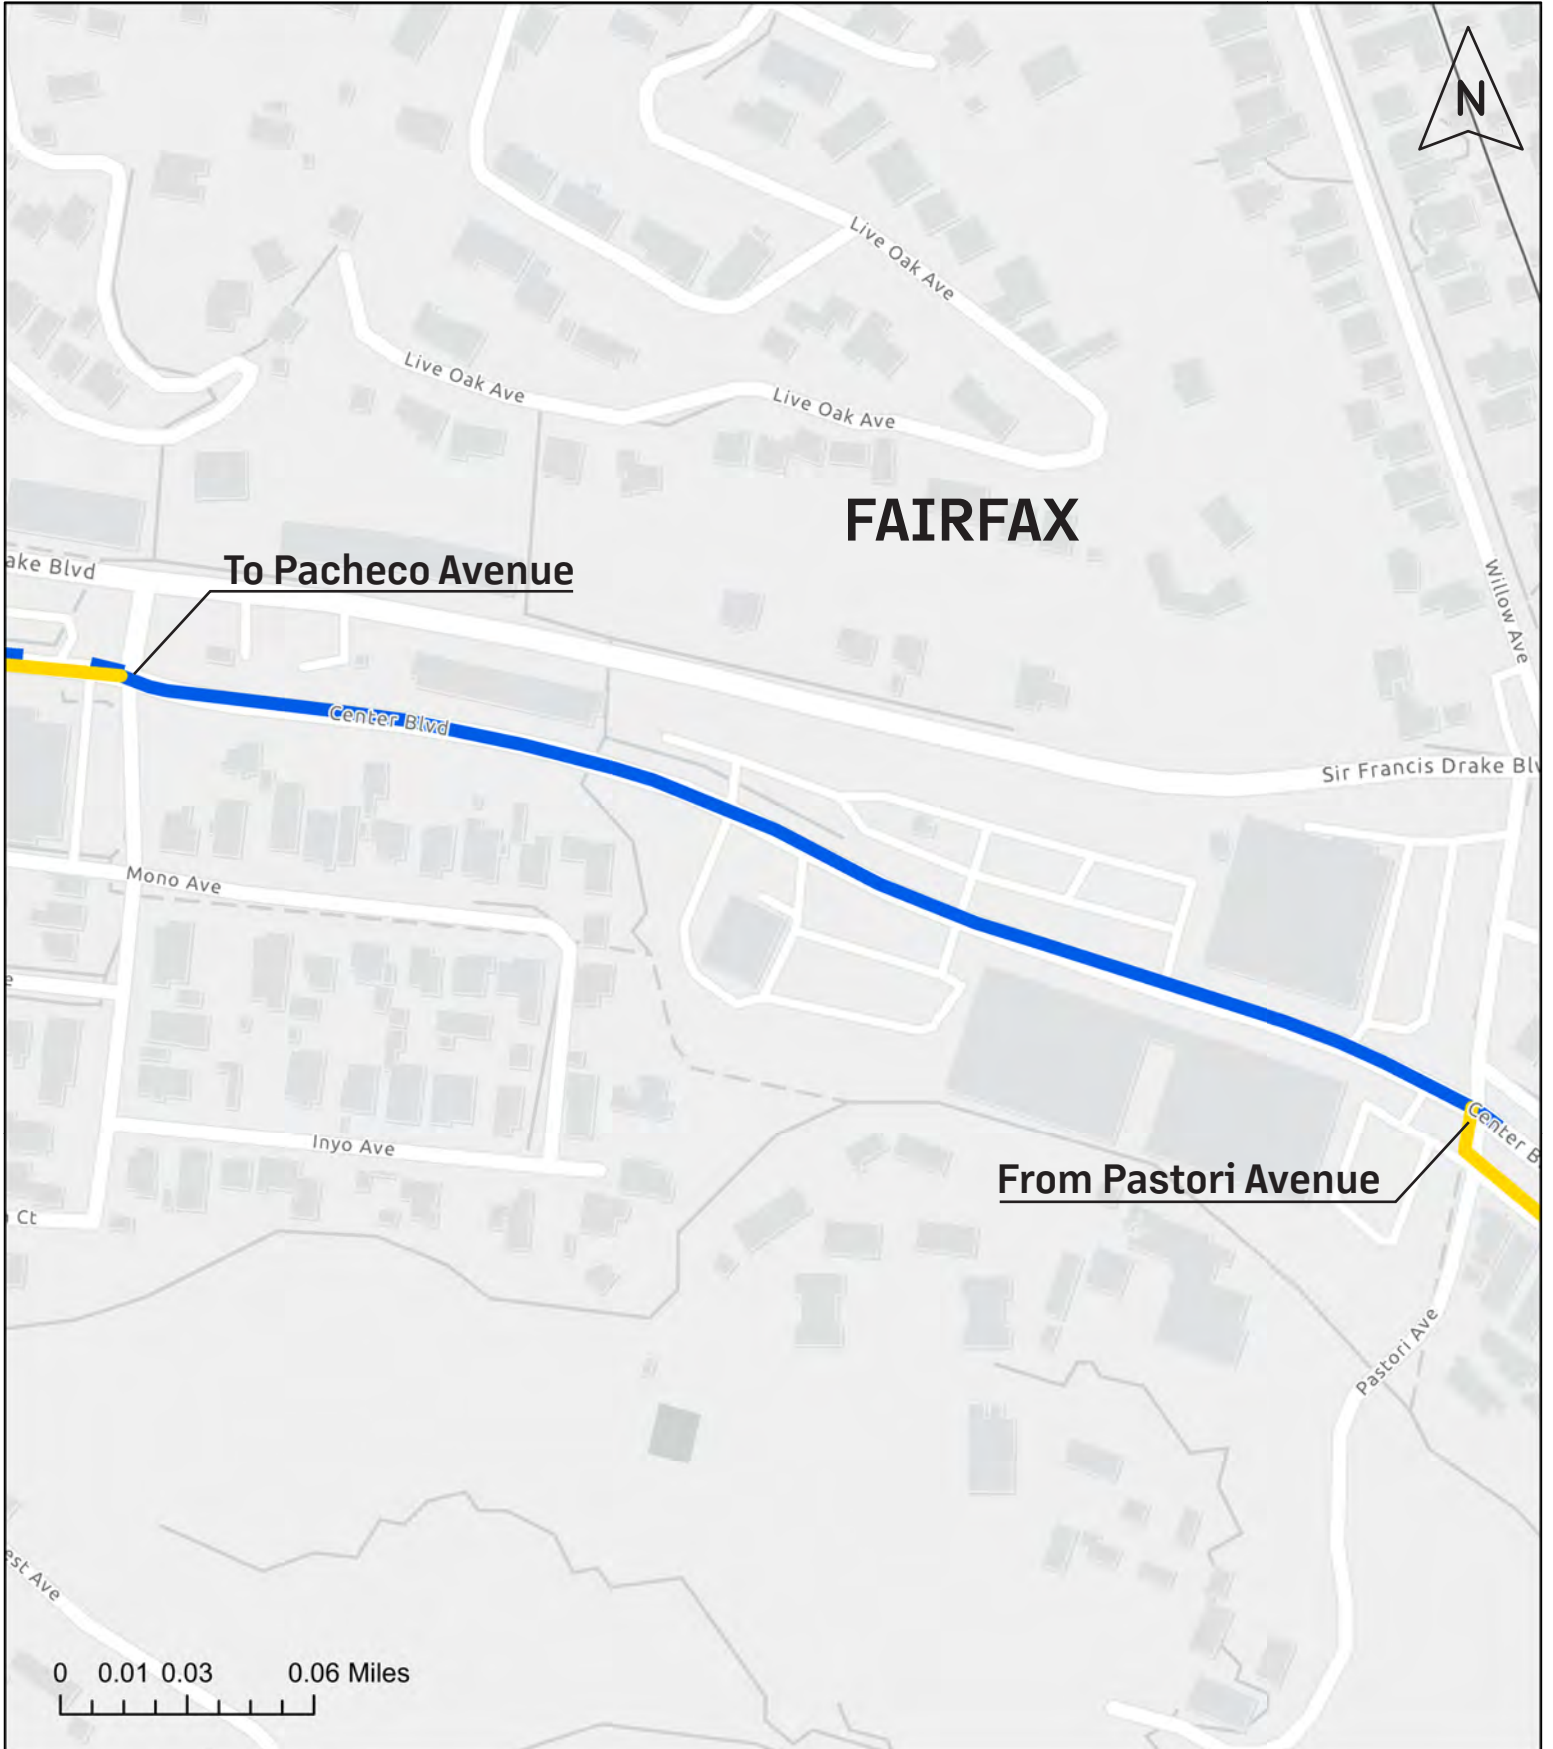 N
Live Oak Ave
Live Oak Ave
Live Oak Ave
FAIRFAX
ake Blvd
To Pacheco Avenue
Willow Ave
Center Blvd
Sir Francis Drake Blv
Mono Ave
e
Center B
Inyo Ave
From Pastori Avenue
Ct
Pastori Ave
est Ave
0 0.01 0.03 0.06 Miles